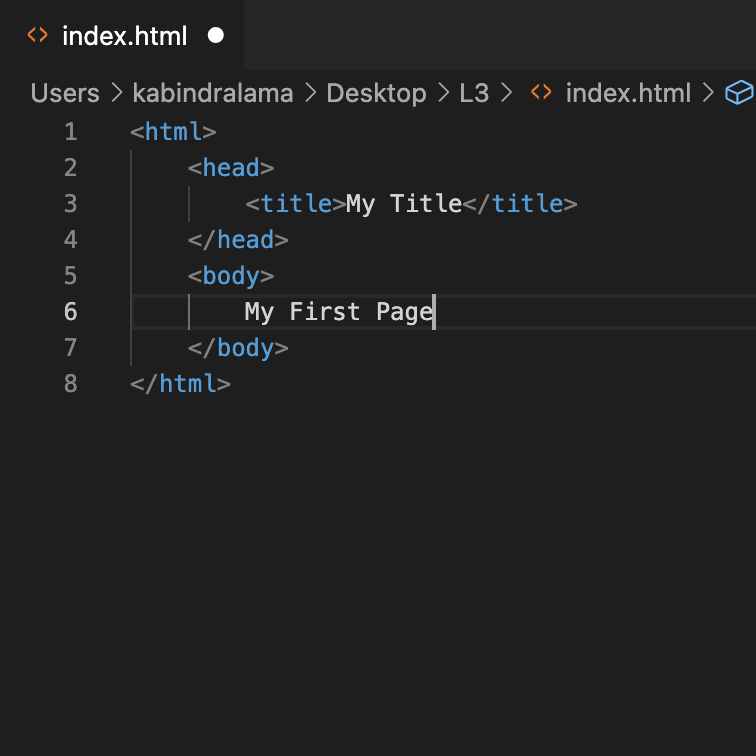 index.html
Users > kabindralama > Desktop > L3 > index.html >
1 <html>
2     <head>
3         <title>My Title</title>
4     </head>
5     <body>
6         My First Page
7     </body>
8 </html>